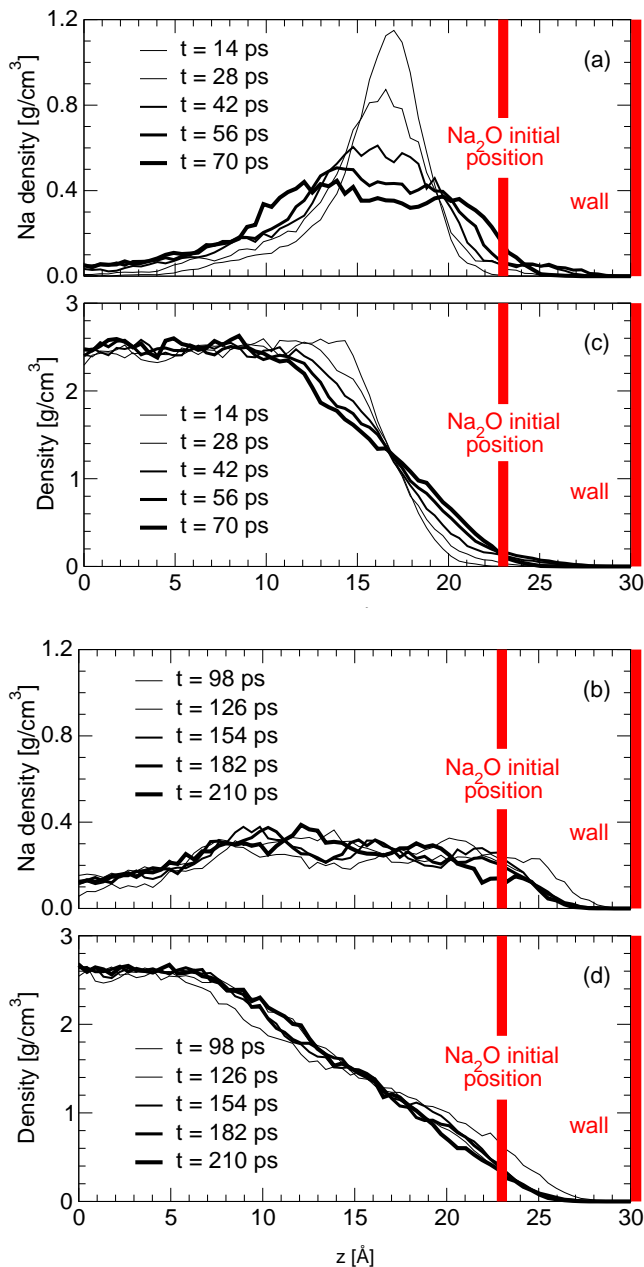 1.2
t = 14 ps
(a)
t = 28 ps
0.8
t = 42 ps
t = 56 ps
Na₂O initial
t = 70 ps
position
0.4
wall
0.0
Na density [g/cm³]
3
(c)
2
t = 14 ps
t = 28 ps
Na₂O initial
t = 42 ps
position
1
t = 56 ps
wall
t = 70 ps
0
Density [g/cm³]
0 5 10 15 20 25 30
1.2
t = 98 ps
(b)
t = 126 ps
0.8
t = 154 ps
t = 182 ps
Na₂O initial
t = 210 ps
position
0.4
wall
0.0
Na density [g/cm³]
3
(d)
2
t = 98 ps
t = 126 ps
Na₂O initial
t = 154 ps
position
1
t = 182 ps
wall
t = 210 ps
0
Density [g/cm³]
0 5 10 15 20 25 30
z [Å]